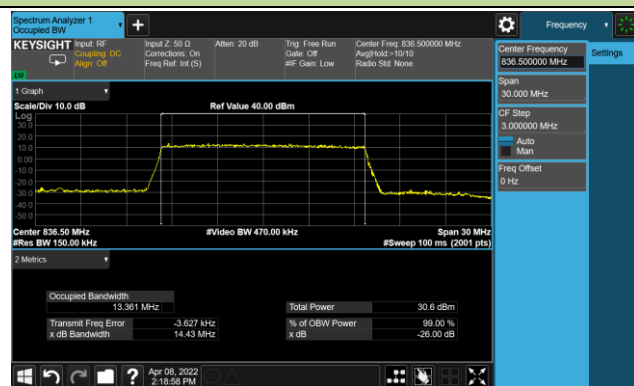 Spectrum Analyzer 1
Occupied BW
Frequency
KEYSIGHT
Input: RF
Coupling: DC
Align: Off
Input Z: 50 Ω
Corrections: On
Freq Ref: Int (S)
Atten: 20 dB
Trig: Free Run
Gate: Off
#IF Gain: Low
Center Freq: 836.500000 MHz
Avg|Hold:>10/10
Radio Std: None
Center Frequency
836.500000 MHz
Settings
Span
30.000 MHz
CF Step
3.000000 MHz
Auto
Man
Freq Offset
0 Hz
1 Graph
Scale/Div 10.0 dB
Ref Value 40.00 dBm
Log
30.0
20.0
10.0
0.00
-10.0
-20.0
-30.0
-40.0
-50.0
Center 836.50 MHz
#Video BW 470.00 kHz
Span 30 MHz
#Res BW 150.00 kHz
#Sweep 100 ms (2001 pts)
2 Metrics
Occupied Bandwidth
13.361 MHz
Total Power 30.6 dBm
Transmit Freq Error -3.627 kHz
% of OBW Power 99.00 %
x dB Bandwidth 14.43 MHz
x dB -26.00 dB
?
Apr 08, 2022
2:18:58 PM